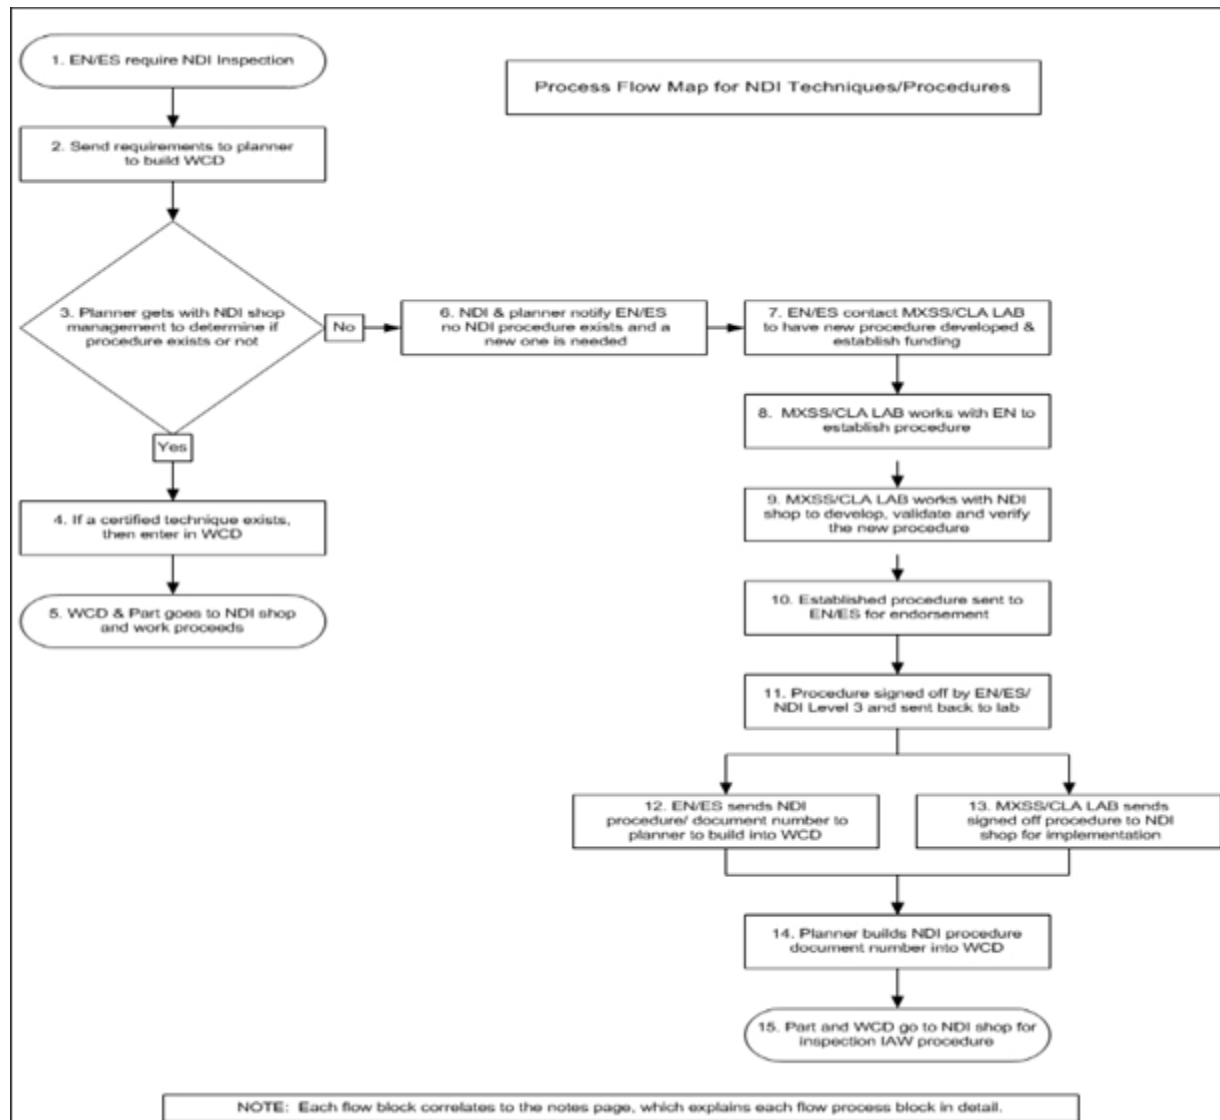 1. EN/ES require NDI Inspection
Process Flow Map for NDI Techniques/Procedures
2. Send requirements to planner
to build WCD
3. Planner gets with NDI shop
management to determine if
procedure exists or not
No
6. NDI & planner notify EN/ES
no NDI procedure exists and a
new one is needed
7. EN/ES contact MXSS/CLA LAB
to have new procedure developed &
establish funding
8. MXSS/CLA LAB works with EN to
establish procedure
Yes
9. MXSS/CLA LAB works with NDI
shop to develop, validate and verify
the new procedure
4. If a certified technique exists,
then enter in WCD
10. Established procedure sent to
EN/ES for endorsement
5. WCD & Part goes to NDI shop
and work proceeds
11. Procedure signed off by EN/ES/
NDI Level 3 and sent back to lab
12. EN/ES sends NDI
procedure/ document number to
planner to build into WCD
13. MXSS/CLA LAB sends
signed off procedure to NDI
shop for implementation
14. Planner builds NDI procedure
document number into WCD
15. Part and WCD go to NDI shop for
inspection IAW procedure
NOTE: Each flow block correlates to the notes page, which explains each flow process block in detail.